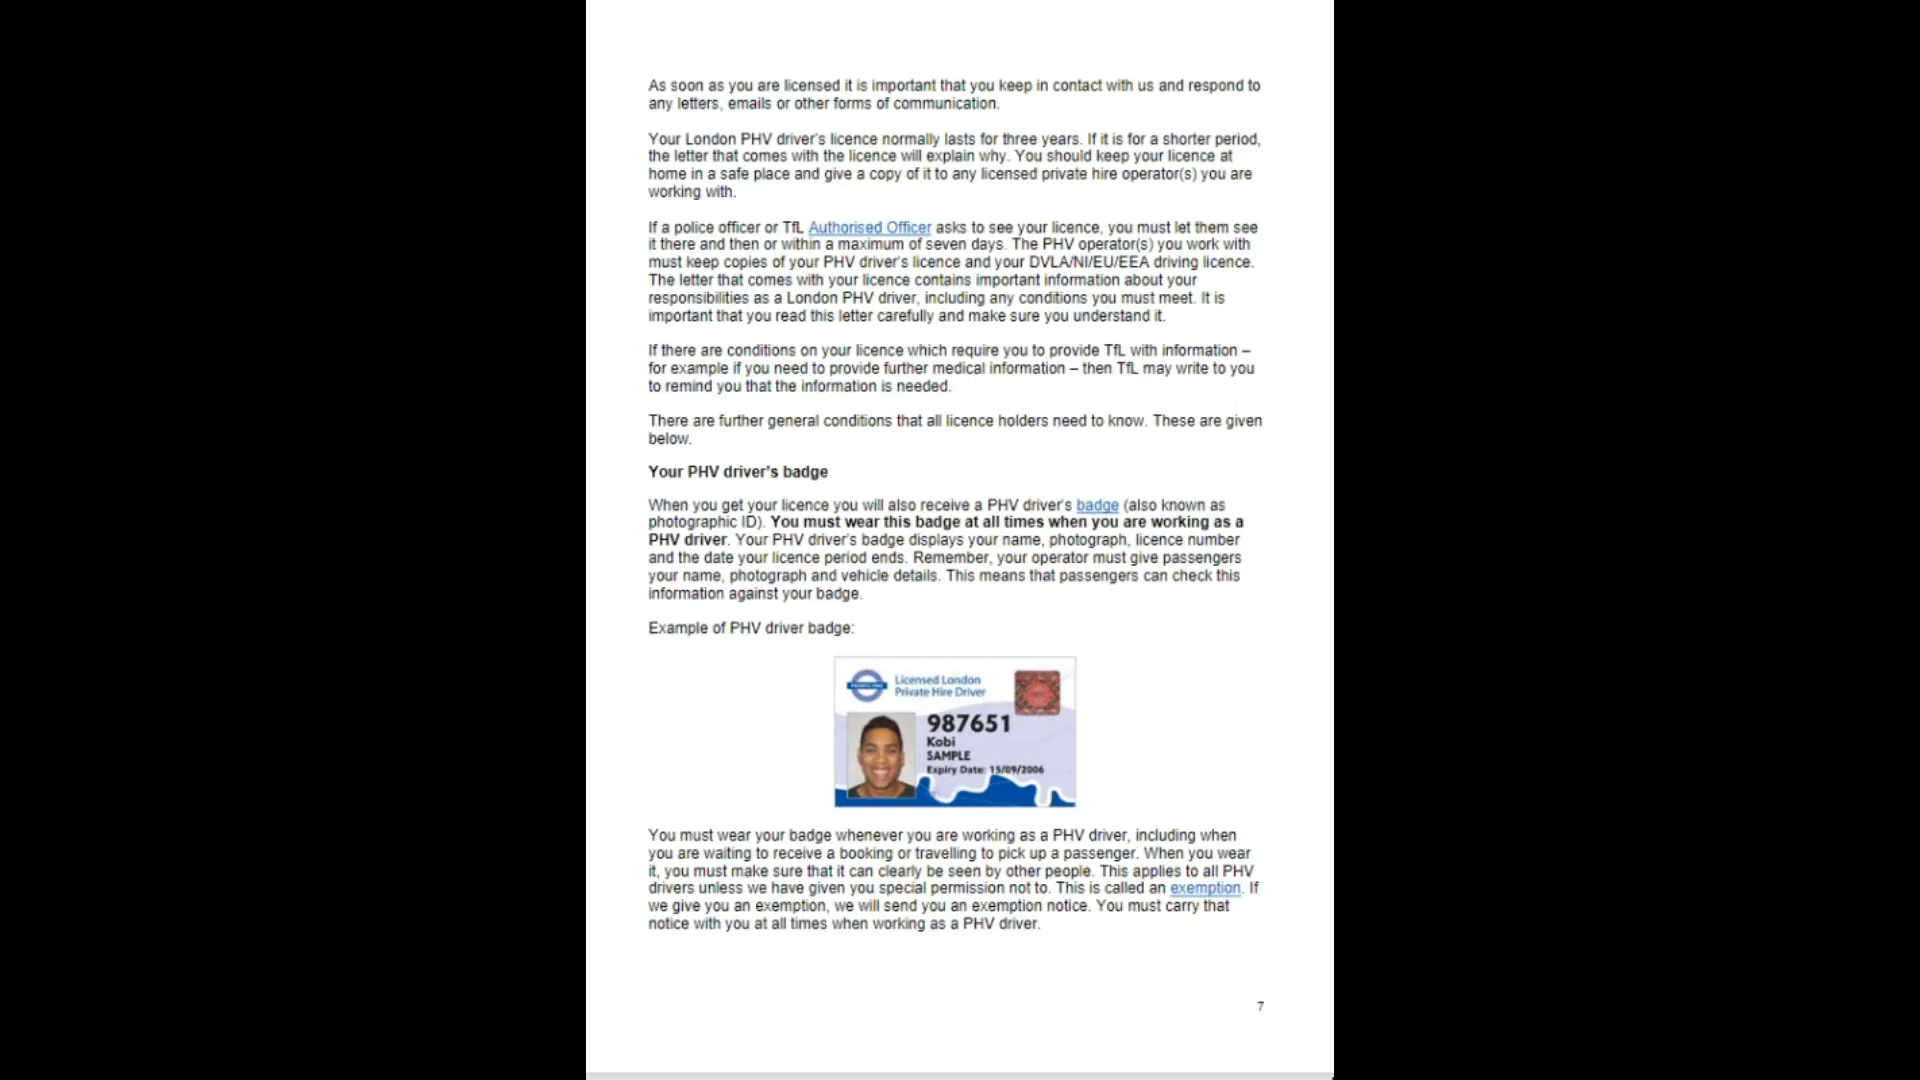 As soon as you are licensed it is important that you keep in contact with us and respond to
any letters, emails or other forms of communication.
Your London PHV driver's licence normally lasts for three years. If it is for a shorter period,
the letter that comes with the licence will explain why. You should keep your licence at
home in a safe place and give a copy of it to any licensed private hire operator(s) you are
working with.
If a police officer or TfL Authorised Officer asks to see your licence, you must let them see
it there and then or within a maximum of seven days. The PHV operator(s) you work with
must keep copies of your PHV driver's licence and your DVLA/NI/EU/EEA driving licence.
The letter that comes with your licence contains important information about your
responsibilities as a London PHV driver, including any conditions you must meet. It is
important that you read this letter carefully and make sure you understand it.
If there are conditions on your licence which require you to provide TfL with information –
for example if you need to provide further medical information – then TfL may write to you
to remind you that the information is needed.
There are further general conditions that all licence holders need to know. These are given
below.
Your PHV driver's badge
When you get your licence you will also receive a PHV driver's badge (also known as
photographic ID). You must wear this badge at all times when you are working as a
PHV driver. Your PHV driver's badge displays your name, photograph, licence number
and the date your licence period ends. Remember, your operator must give passengers
your name, photograph and vehicle details. This means that passengers can check this
information against your badge.
Example of PHV driver badge:
Licensed London
Private Hire Driver
987651
Kobi
SAMPLE
Expiry Date: 15/09/2006
You must wear your badge whenever you are working as a PHV driver, including when
you are waiting to receive a booking or travelling to pick up a passenger. When you wear
it, you must make sure that it can clearly be seen by other people. This applies to all PHV
drivers unless we have given you special permission not to. This is called an exemption. If
we give you an exemption, we will send you an exemption notice. You must carry that
notice with you at all times when working as a PHV driver.
7